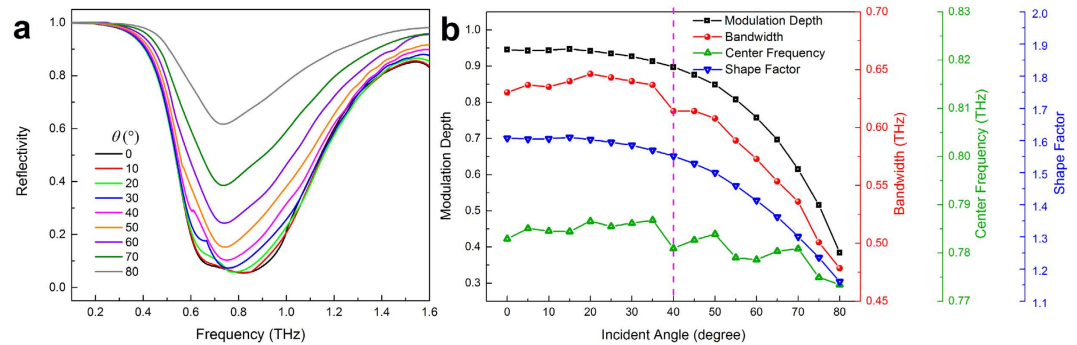 a
1.0
0.8
0.6
0.4
0.2
0.0
Reflectivity
θ (°)
0
10
20
30
40
50
60
70
80
0.2 0.4 0.6 0.8 1.0 1.2 1.4 1.6
Frequency (THz)
b
Modulation Depth
Bandwidth
Center Frequency
Shape Factor
1.0
0.9
0.8
0.7
0.6
0.5
0.4
0.3
Modulation Depth
0 10 20 30 40 50 60 70 80
Incident Angle (degree)
0.70
0.65
0.60
0.55
0.50
0.45
Bandwidth (THz)
0.83
0.82
0.81
0.80
0.79
0.78
0.77
Center Frequency (THz)
2.0
1.9
1.8
1.7
1.6
1.5
1.4
1.3
1.2
1.1
Shape Factor